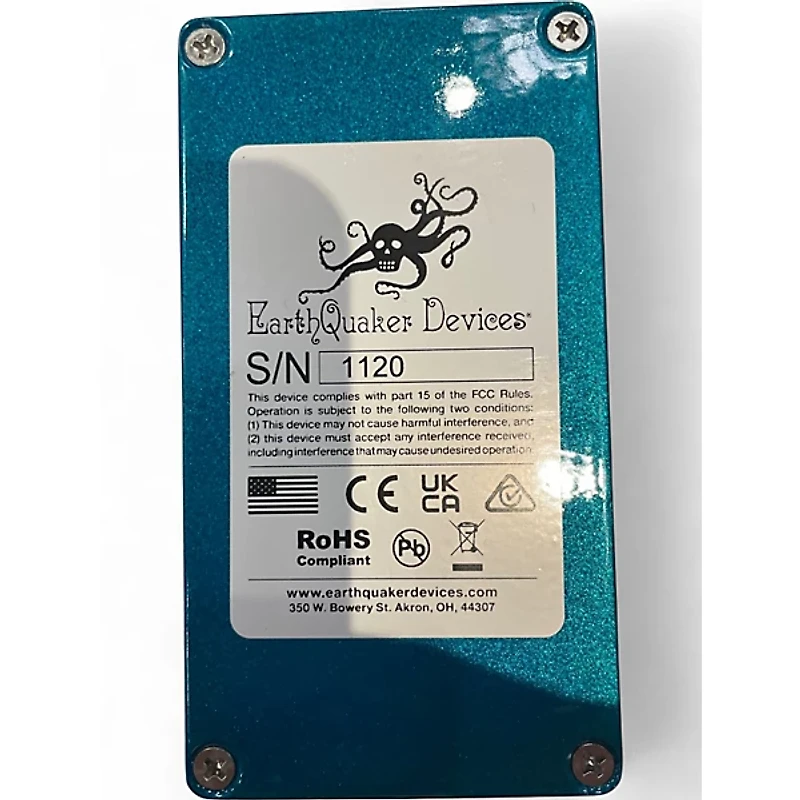 EarthQuaker Devices®
S/N 1120
This device complies with part 15 of the FCC Rules.
Operation is subject to the following two conditions:
(1) This device may not cause harmful interference, and
(2) this device must accept any interference received,
including interference that may cause undesired operation.
CE UK
CA
RoHS Pb
Compliant
www.earthquakerdevices.com
350 W. Bowery St. Akron, OH, 44307